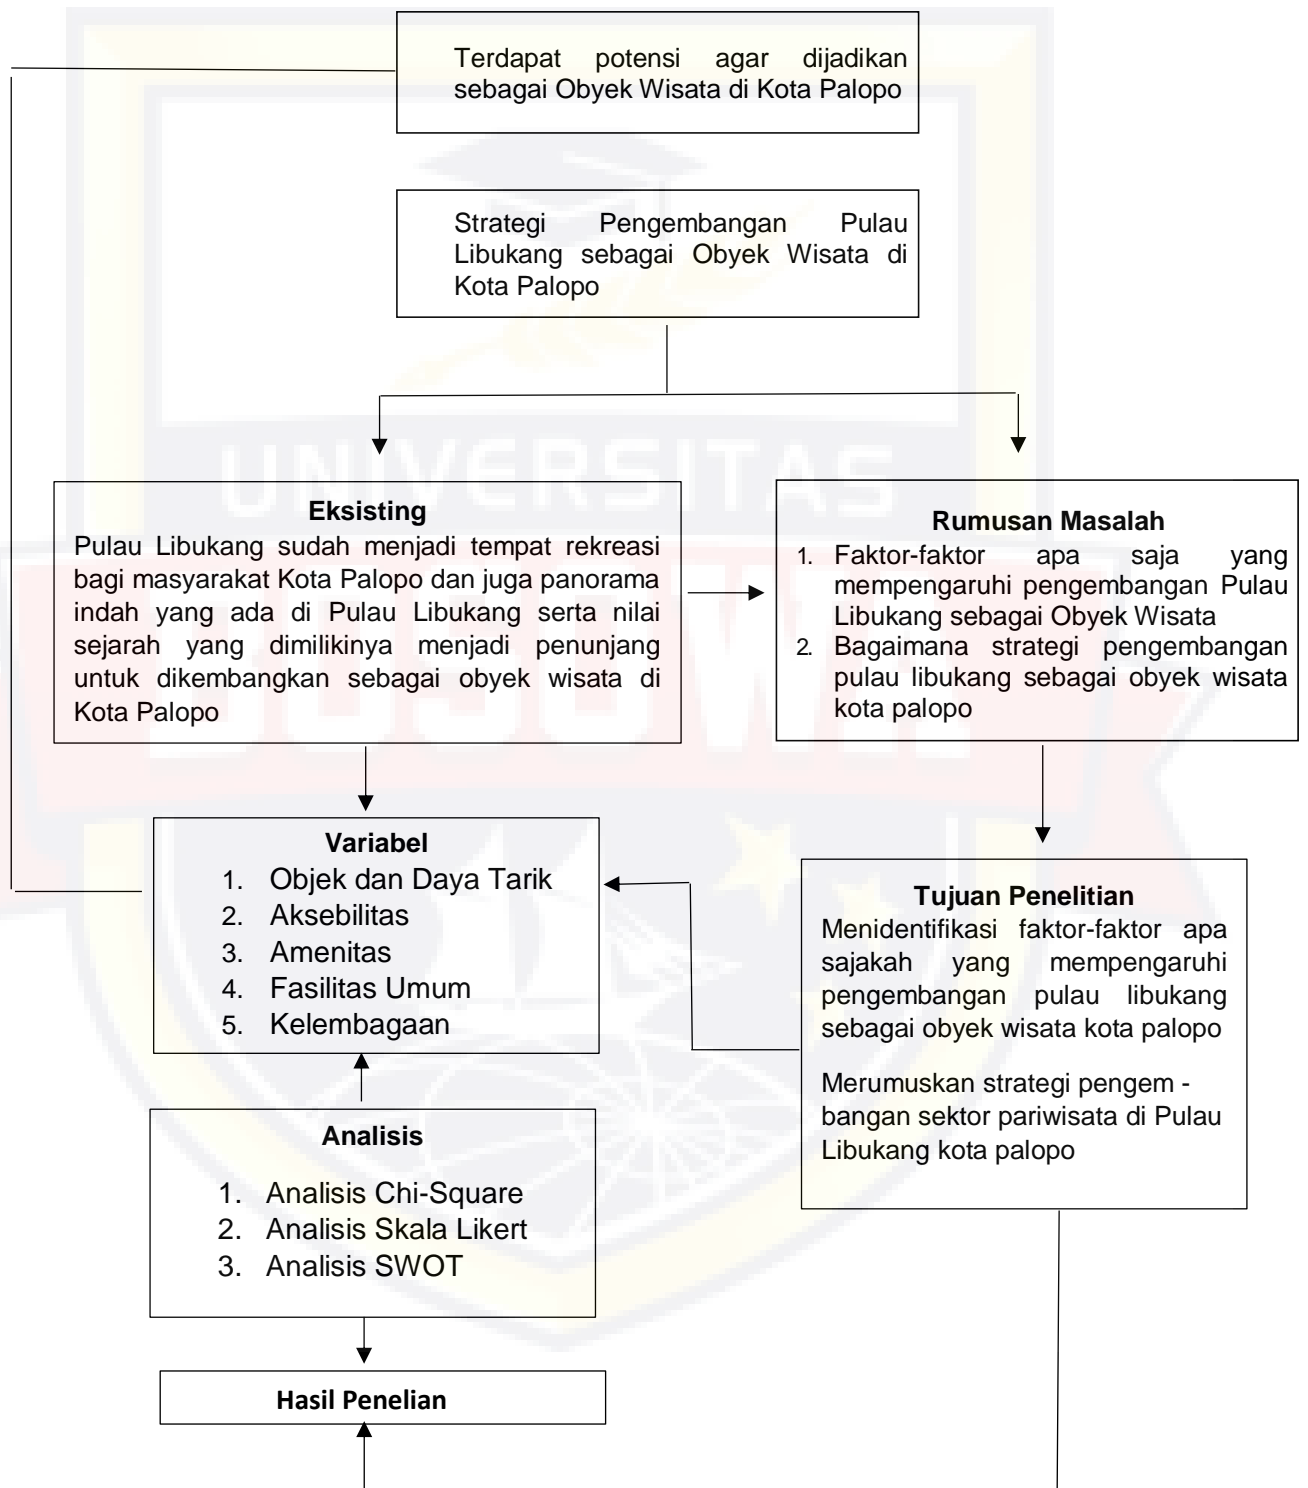 Terdapat potensi agar dijadikan
sebagai Obyek Wisata di Kota Palopo
Strategi Pengembangan Pulau
Libukang sebagai Obyek Wisata di
Kota Palopo
UNIVERSITAS
BOSOWA
Eksisting
Pulau Libukang sudah menjadi tempat rekreasi
bagi masyarakat Kota Palopo dan juga panorama
indah yang ada di Pulau Libukang serta nilai
sejarah yang dimilikinya menjadi penunjang
untuk dikembangkan sebagai obyek wisata di
Kota Palopo
Rumusan Masalah
1. Faktor-faktor apa saja yang
mempengaruhi pengembangan Pulau
Libukang sebagai Obyek Wisata
2. Bagaimana strategi pengembangan
pulau libukang sebagai obyek wisata
kota palopo
Variabel
1. Objek dan Daya Tarik
2. Aksebilitas
3. Amenitas
4. Fasilitas Umum
5. Kelembagaan
Tujuan Penelitian
Menidentifikasi faktor-faktor apa
sajakah yang mempengaruhi
pengembangan pulau libukang
sebagai obyek wisata kota palopo
Merumuskan strategi pengem -
bangan sektor pariwisata di Pulau
Libukang kota palopo
Analisis
1. Analisis Chi-Square
2. Analisis Skala Likert
3. Analisis SWOT
Hasil Penelian